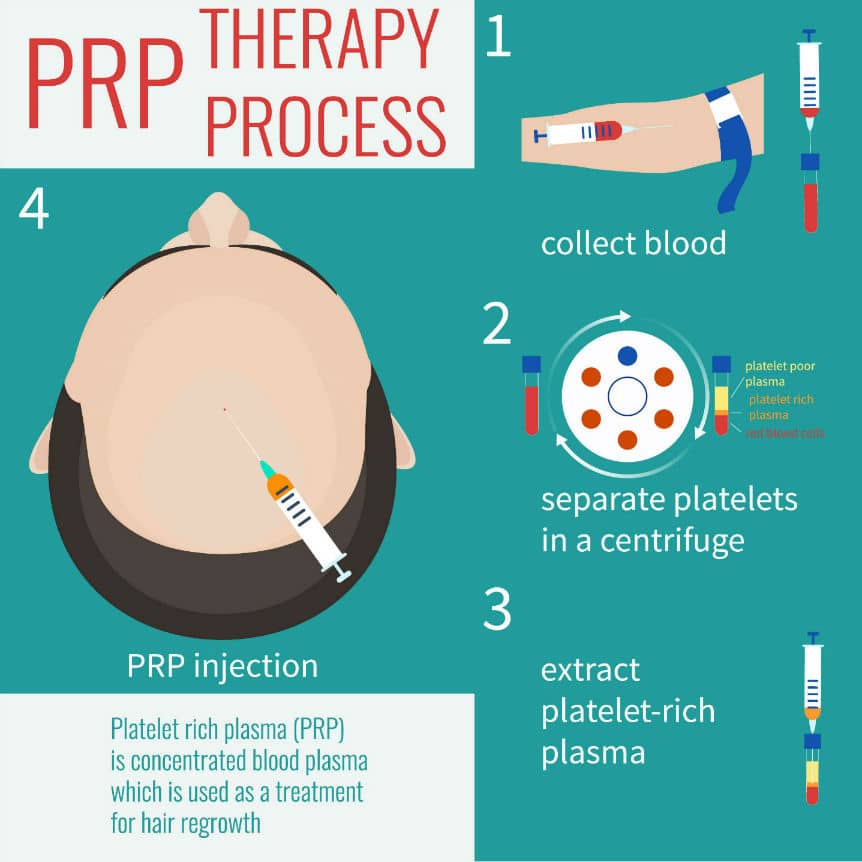 PRP THERAPY
PROCESS
1
collect blood
2
platelet poor
plasma
platelet rich
plasma
red blood cells
separate platelets
in a centrifuge
3
extract
platelet-rich
plasma
4
PRP injection
Platelet rich plasma (PRP)
is concentrated blood plasma
which is used as a treatment
for hair regrowth